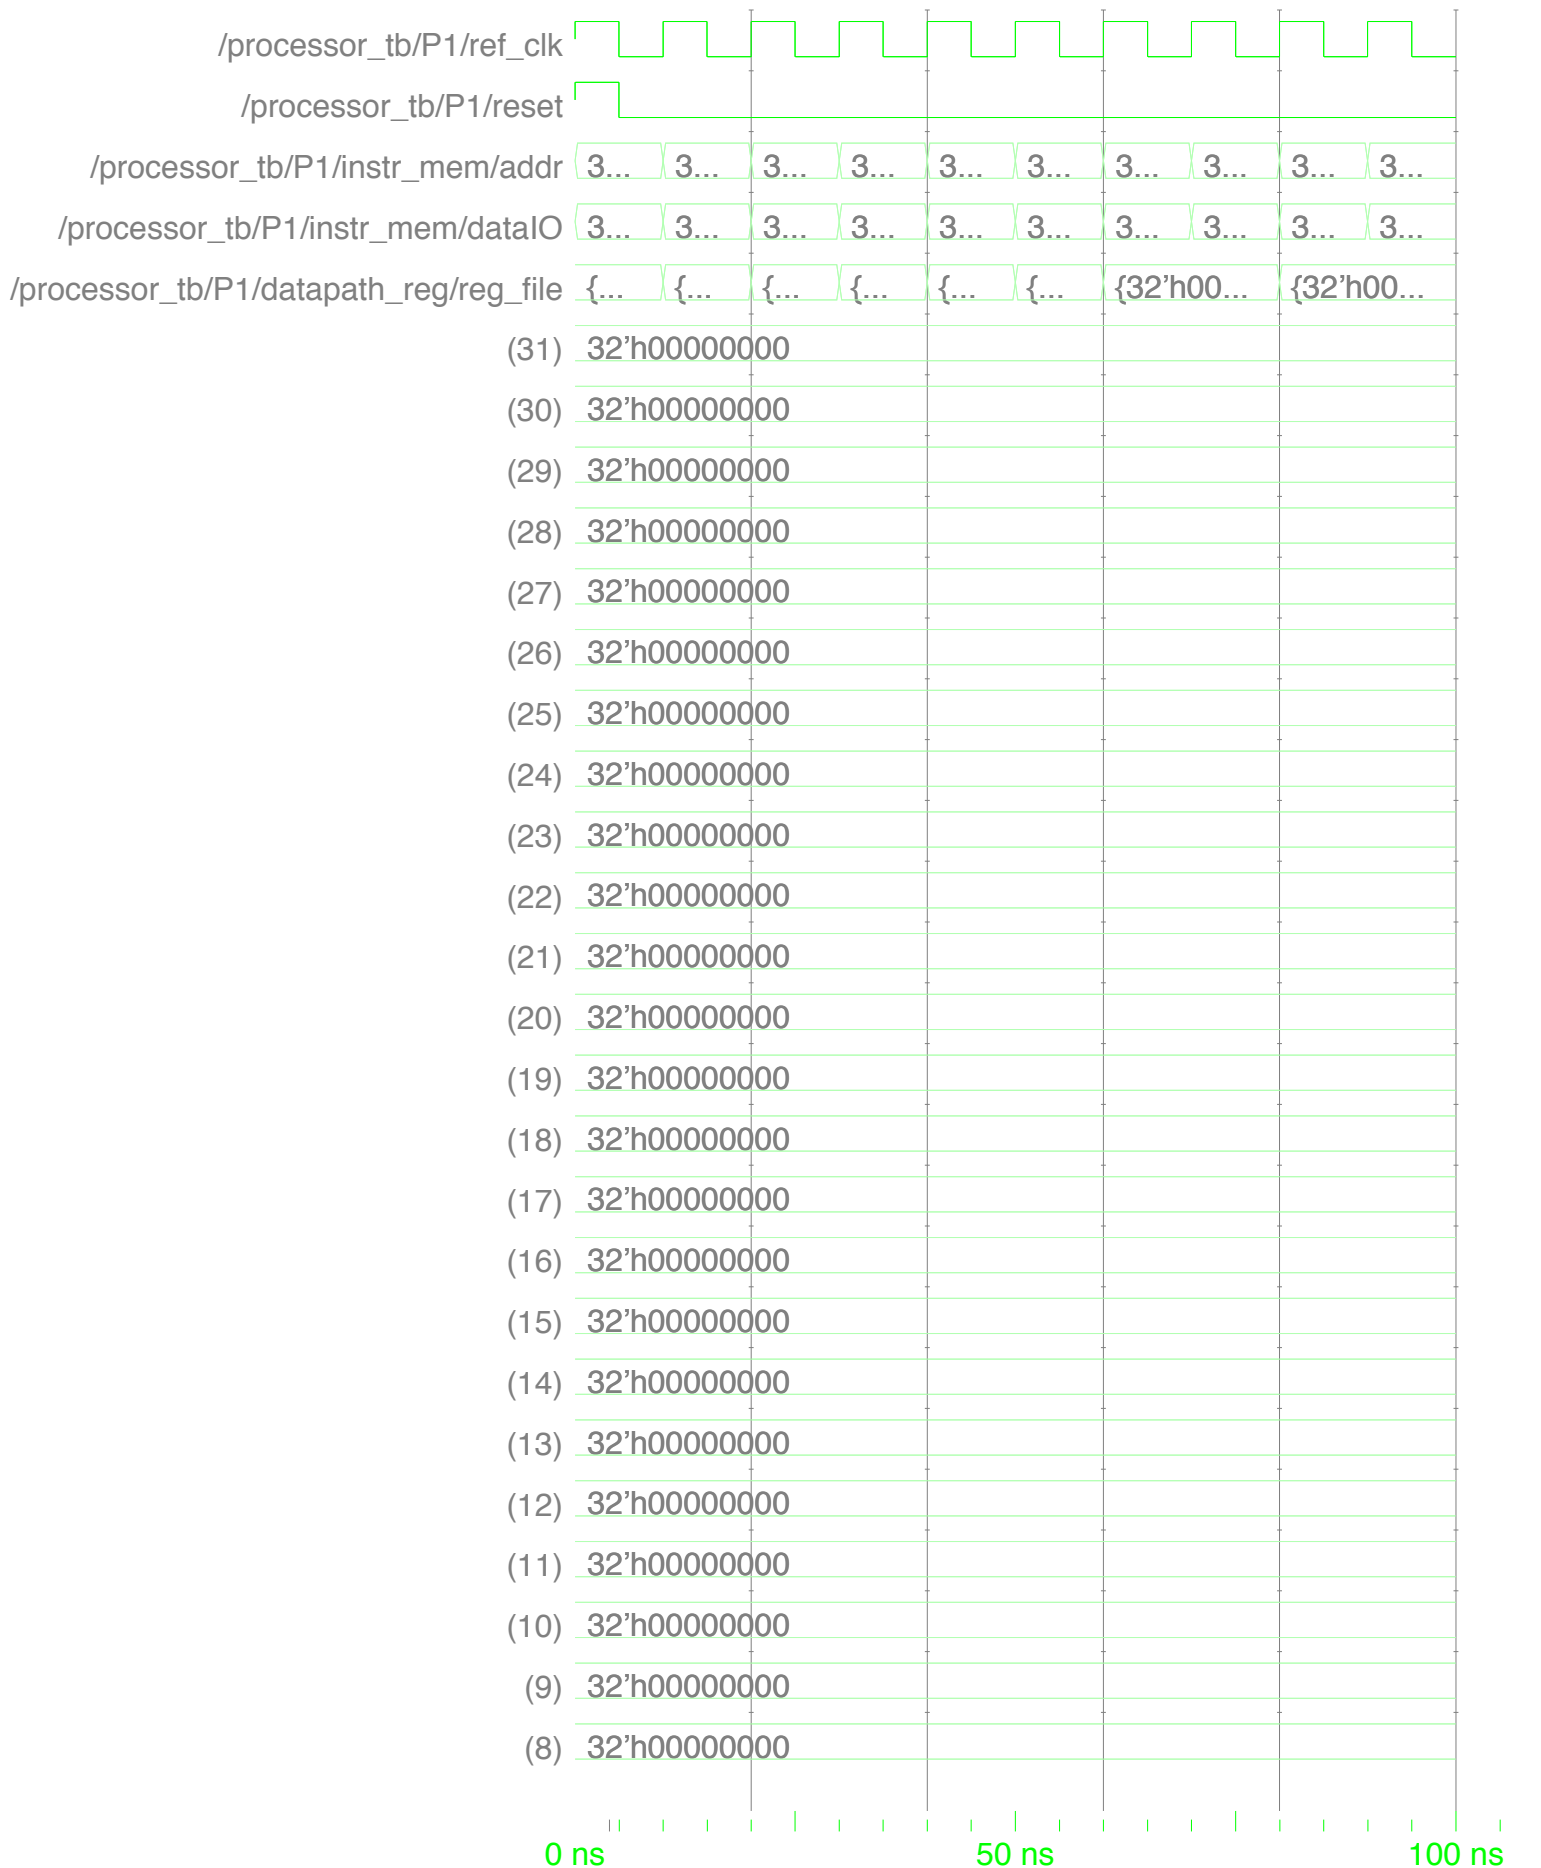 /processor_tb/P1/ref_clk
/processor_tb/P1/reset
/processor_tb/P1/instr_mem/addr 3... 3... 3... 3... 3... 3... 3... 3... 3... 3...
/processor_tb/P1/instr_mem/dataIO 3... 3... 3... 3... 3... 3... 3... 3... 3... 3...
/processor_tb/P1/datapath_reg/reg_file {... {... {... {... {... {... {32'h00... {32'h00...
(31) 32'h00000000
(30) 32'h00000000
(29) 32'h00000000
(28) 32'h00000000
(27) 32'h00000000
(26) 32'h00000000
(25) 32'h00000000
(24) 32'h00000000
(23) 32'h00000000
(22) 32'h00000000
(21) 32'h00000000
(20) 32'h00000000
(19) 32'h00000000
(18) 32'h00000000
(17) 32'h00000000
(16) 32'h00000000
(15) 32'h00000000
(14) 32'h00000000
(13) 32'h00000000
(12) 32'h00000000
(11) 32'h00000000
(10) 32'h00000000
(9) 32'h00000000
(8) 32'h00000000
0 ns 50 ns 100 ns